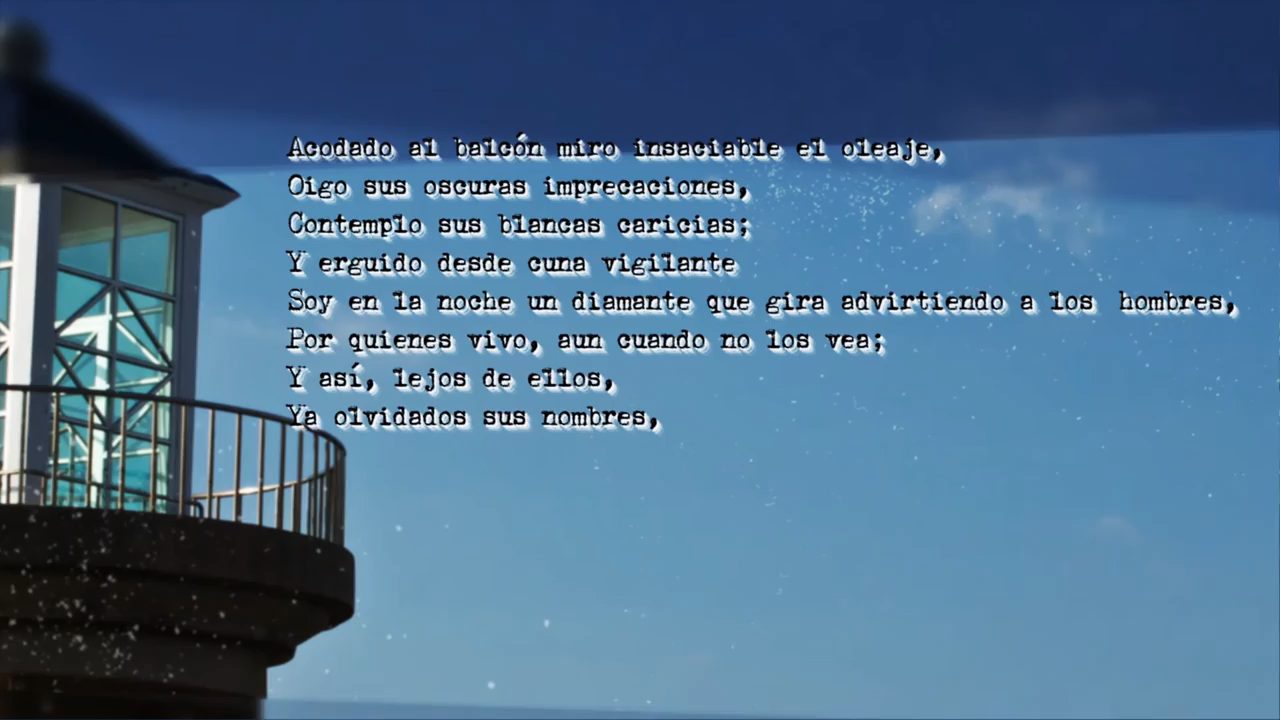 Acodado al balcón miro insaciable el oleaje,
Oigo sus oscuras imprecaciones,
Contemplo sus blancas caricias;
Y erguido desde cuna vigilante
Soy en la noche un diamante que gira advirtiendo a los hombres,
Por quienes vivo, aun cuando no los vea;
Y así, lejos de ellos,
Ya olvidados sus nombres,